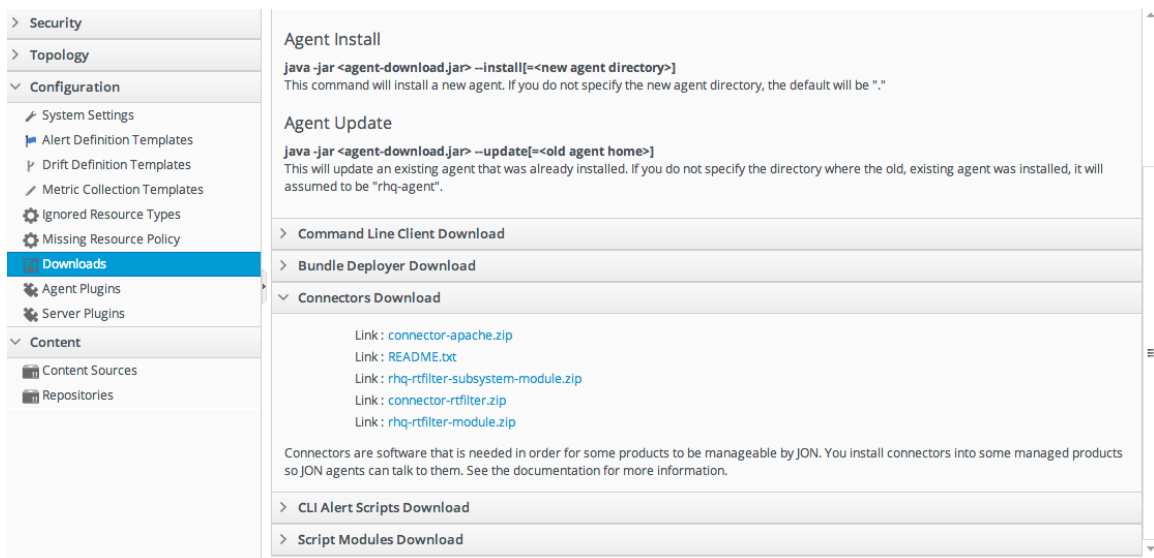 Security
Topology
Configuration
System Settings
Alert Definition Templates
Drift Definition Templates
Metric Collection Templates
Ignored Resource Types
Missing Resource Policy
Downloads
Agent Plugins
Server Plugins
Content
Content Sources
Repositories
Agent Install
java -jar <agent-download.jar> --install[=<new agent directory>]
This command will install a new agent. If you do not specify the new agent directory, the default will be "."
Agent Update
java -jar <agent-download.jar> --update[=<old agent home>]
This will update an existing agent that was already installed. If you do not specify the directory where the old, existing agent was installed, it will
assumed to be "rhq-agent".
Command Line Client Download
Bundle Deployer Download
Connectors Download
Link : connector-apache.zip
Link : README.txt
Link : rhq-rtfilter-subsystem-module.zip
Link : connector-rtfilter.zip
Link : rhq-rtfilter-module.zip
Connectors are software that is needed in order for some products to be manageable by JON. You install connectors into some managed products
so JON agents can talk to them. See the documentation for more information.
CLI Alert Scripts Download
Script Modules Download